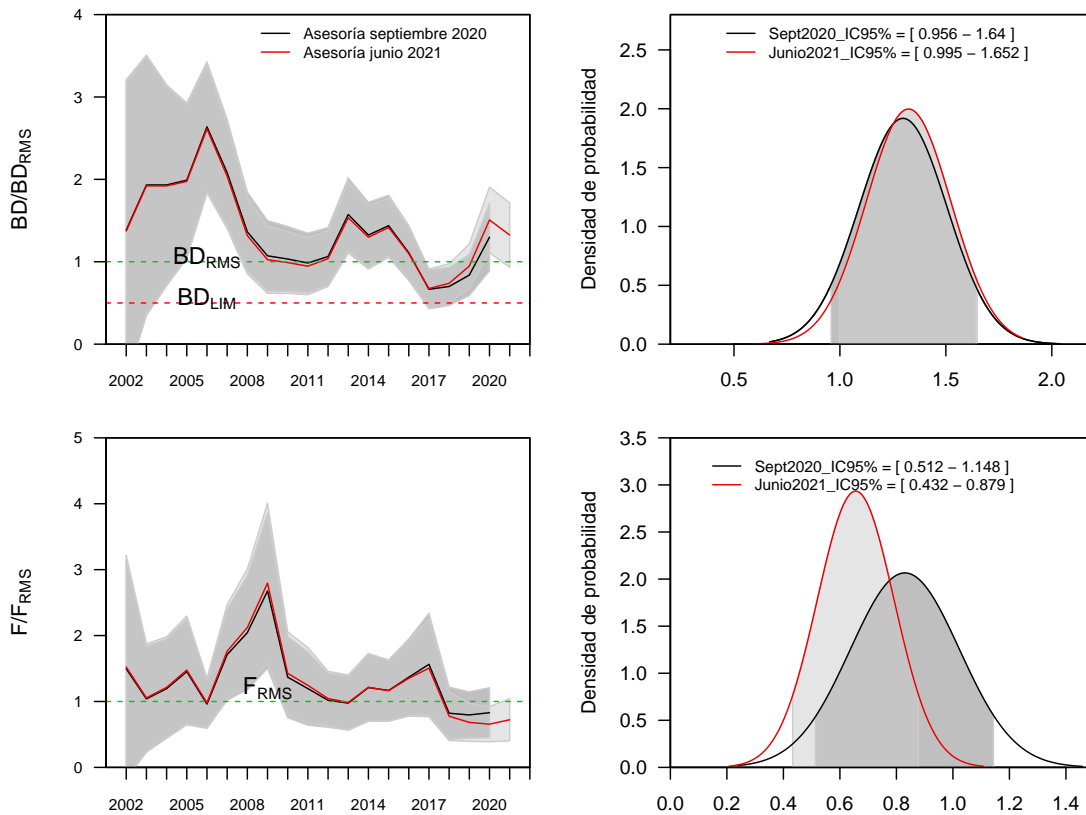 4
3
2
1
0
BD/BD_RMS
Asesoría septiembre 2020
Asesoría junio 2021
BD_RMS
BD_LIM
2002 2005 2008 2011 2014 2017 2020
2.5
2.0
1.5
1.0
0.5
0.0
Densidad de probabilidad
Sept2020_IC95% = [ 0.956 − 1.64 ]
Junio2021_IC95% = [ 0.995 − 1.652 ]
0.5 1.0 1.5 2.0
5
4
3
2
1
0
F/F_RMS
F_RMS
2002 2005 2008 2011 2014 2017 2020
3.5
3.0
2.5
2.0
1.5
1.0
0.5
0.0
Densidad de probabilidad
Sept2020_IC95% = [ 0.512 − 1.148 ]
Junio2021_IC95% = [ 0.432 − 0.879 ]
0.0 0.2 0.4 0.6 0.8 1.0 1.2 1.4